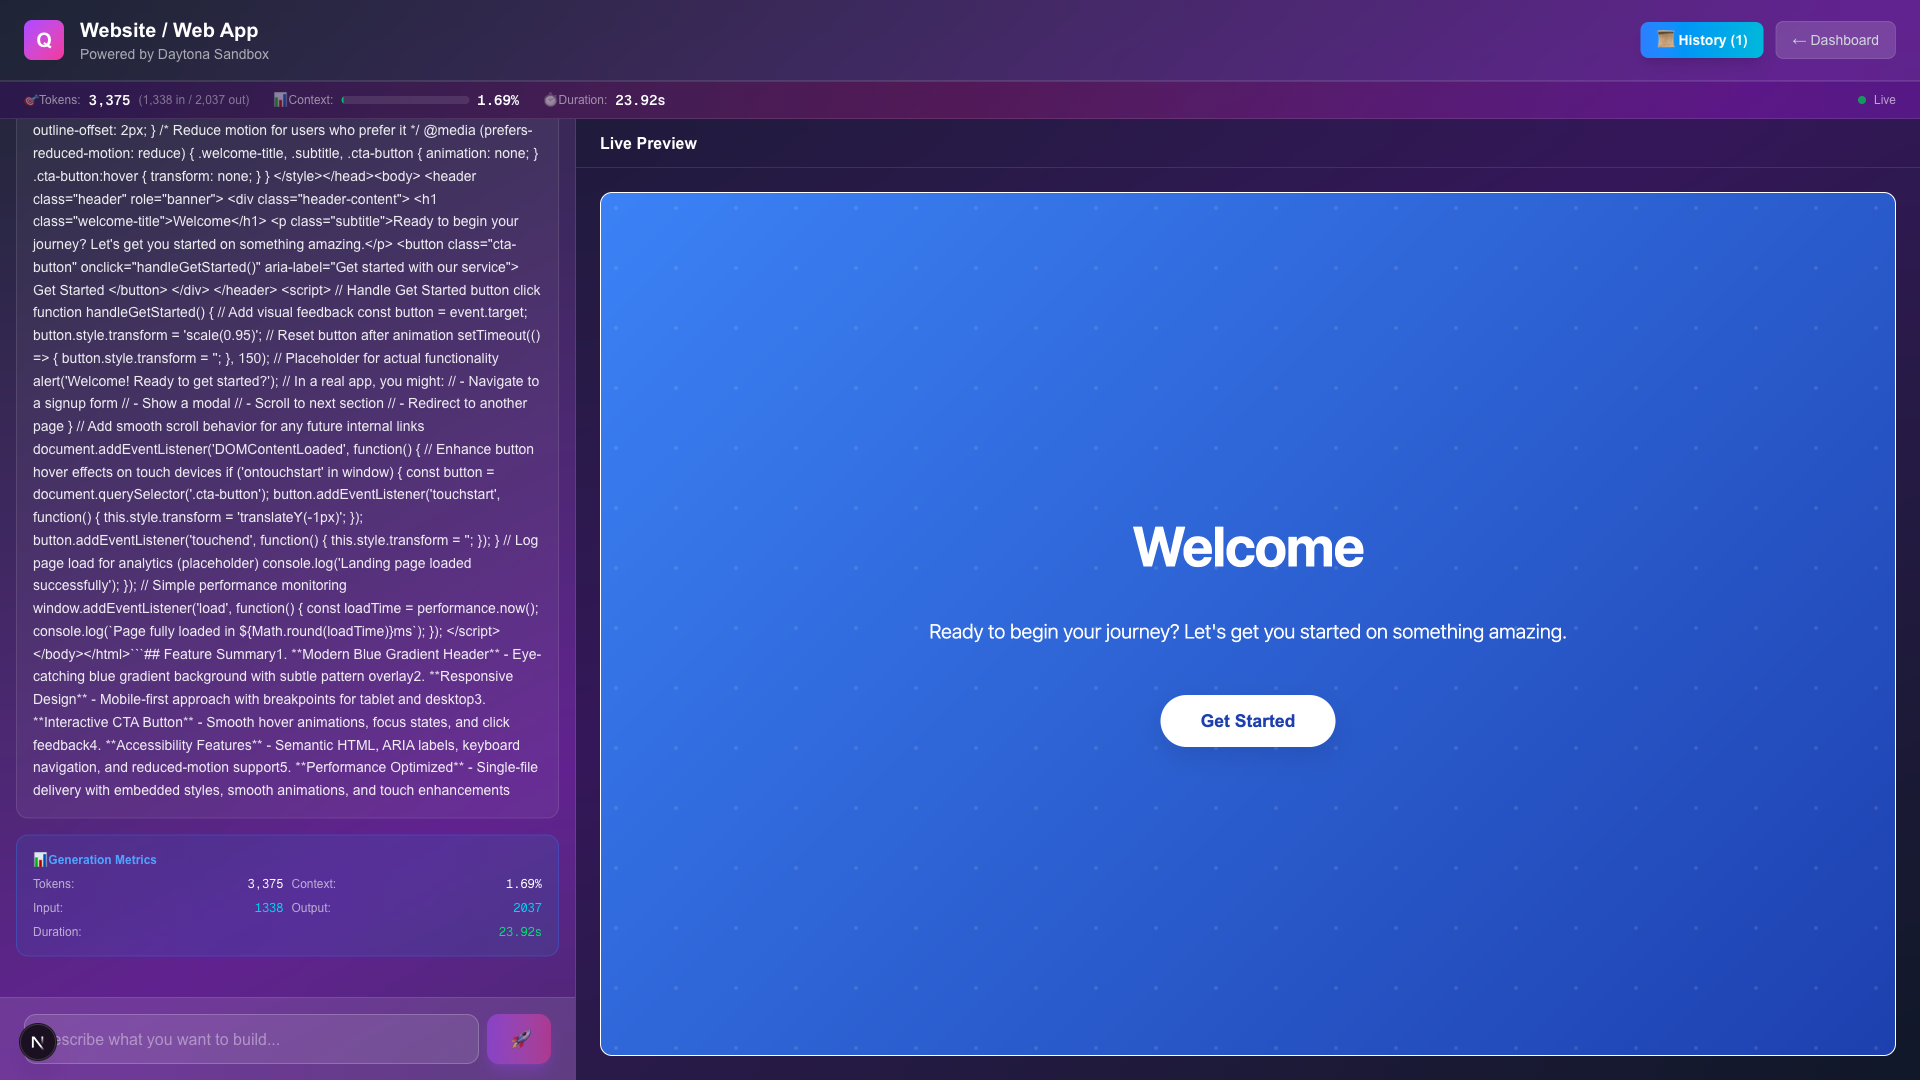 Q
Website / Web App
Powered by Daytona Sandbox
History (1)
← Dashboard
Tokens: 3,375 (1,338 in / 2,037 out)
Context: 1.69%
Duration: 23.92s
Live
outline-offset: 2px; } /* Reduce motion for users who prefer it */ @media (prefers-
reduced-motion: reduce) { .welcome-title, .subtitle, .cta-button { animation: none; }
.cta-button:hover { transform: none; } } </style></head><body> <header
class="header" role="banner"> <div class="header-content"> <h1
class="welcome-title">Welcome</h1> <p class="subtitle">Ready to begin your
journey? Let's get you started on something amazing.</p> <button class="cta-
button" onclick="handleGetStarted()" aria-label="Get started with our service">
Get Started </button> </div> </header> <script> // Handle Get Started button click
function handleGetStarted() { // Add visual feedback const button = event.target;
button.style.transform = 'scale(0.95)'; // Reset button after animation setTimeout(()
=> { button.style.transform = ''; }, 150); // Placeholder for actual functionality
alert('Welcome! Ready to get started?'); // In a real app, you might: // - Navigate to
a signup form // - Show a modal // - Scroll to next section // - Redirect to another
page } // Add smooth scroll behavior for any future internal links
document.addEventListener('DOMContentLoaded', function() { // Enhance button
hover effects on touch devices if ('ontouchstart' in window) { const button =
document.querySelector('.cta-button'); button.addEventListener('touchstart',
function() { this.style.transform = 'translateY(-1px)'; });
button.addEventListener('touchend', function() { this.style.transform = ''; }); } // Log
page load for analytics (placeholder) console.log('Landing page loaded
successfully'); }); // Simple performance monitoring
window.addEventListener('load', function() { const loadTime = performance.now();
console.log(`Page fully loaded in ${Math.round(loadTime)}ms`); }); </script>
</body></html>```## Feature Summary1. **Modern Blue Gradient Header** - Eye-
catching blue gradient background with subtle pattern overlay2. **Responsive
Design** - Mobile-first approach with breakpoints for tablet and desktop3.
**Interactive CTA Button** - Smooth hover animations, focus states, and click
feedback4. **Accessibility Features** - Semantic HTML, ARIA labels, keyboard
navigation, and reduced-motion support5. **Performance Optimized** - Single-file
delivery with embedded styles, smooth animations, and touch enhancements
Generation Metrics
Tokens: 3,375 Context: 1.69%
Input: 1338 Output: 2037
Duration: 23.92s
N
escribe what you want to build...
Live Preview
Welcome
Ready to begin your journey? Let's get you started on something amazing.
Get Started